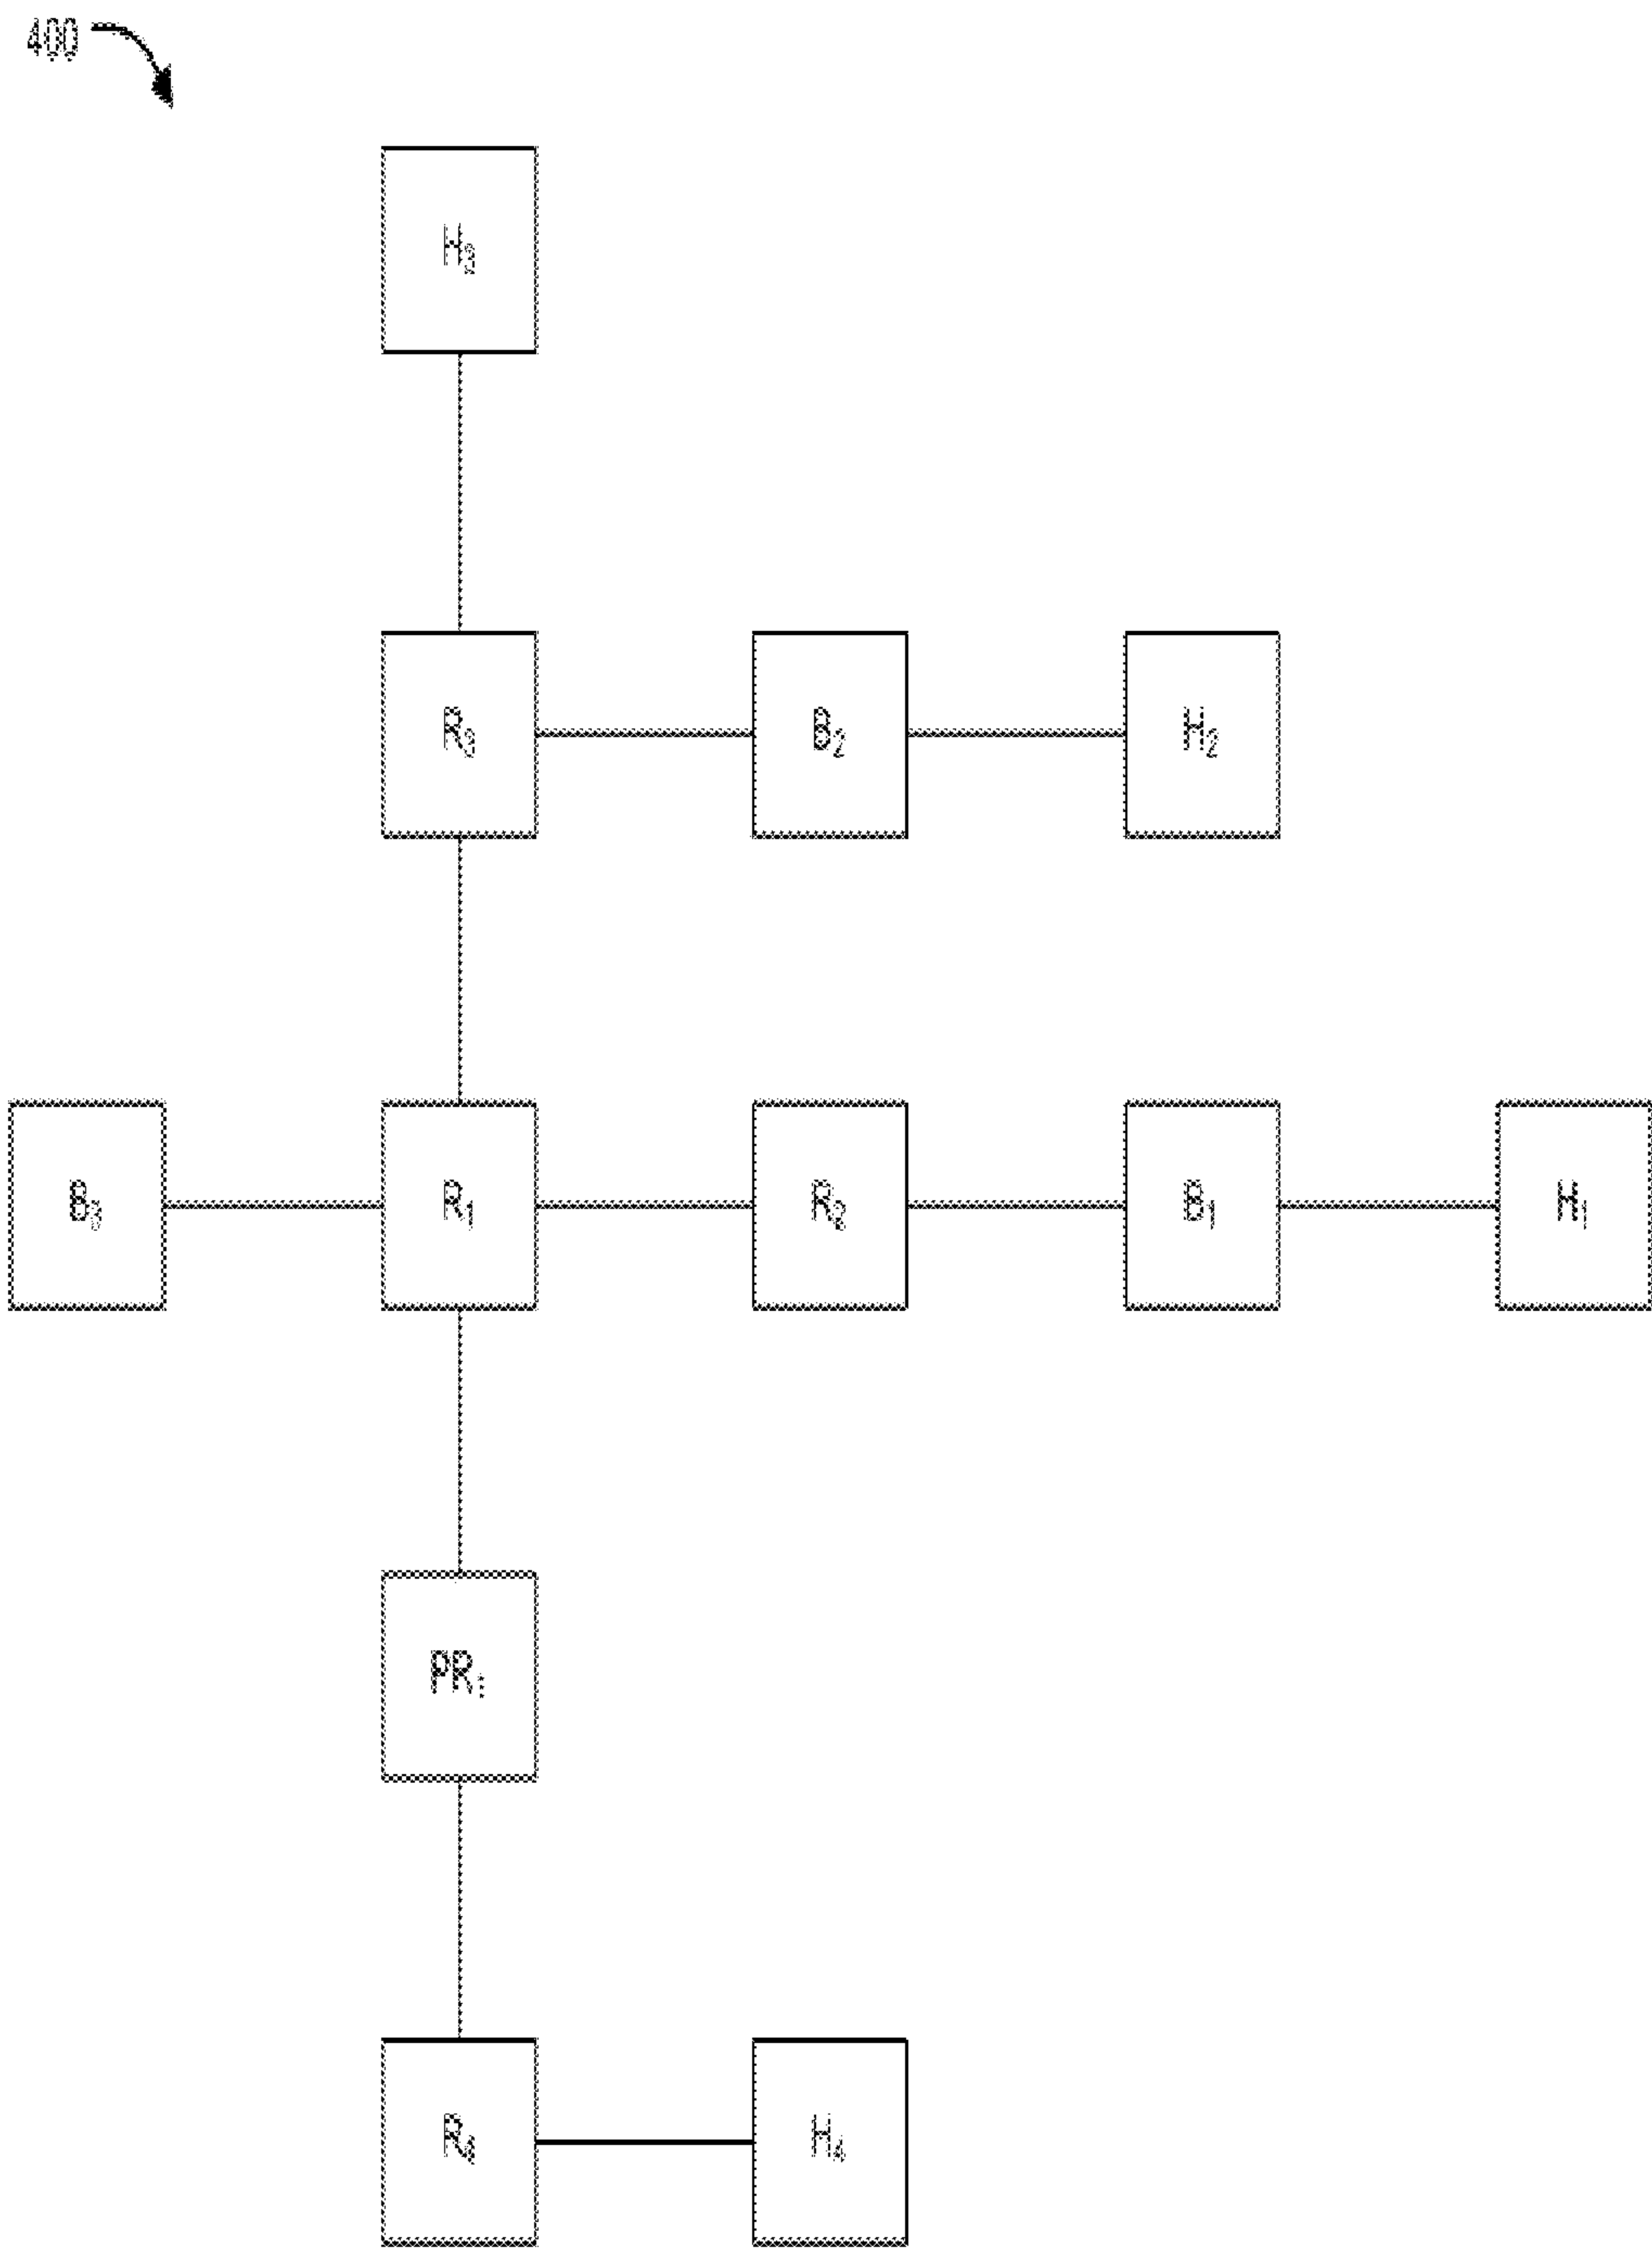 400
H₃
R₃ B₂ H₂
B₃ R₁ R₂ B₁ H₁
PR₁
R₄ H₄